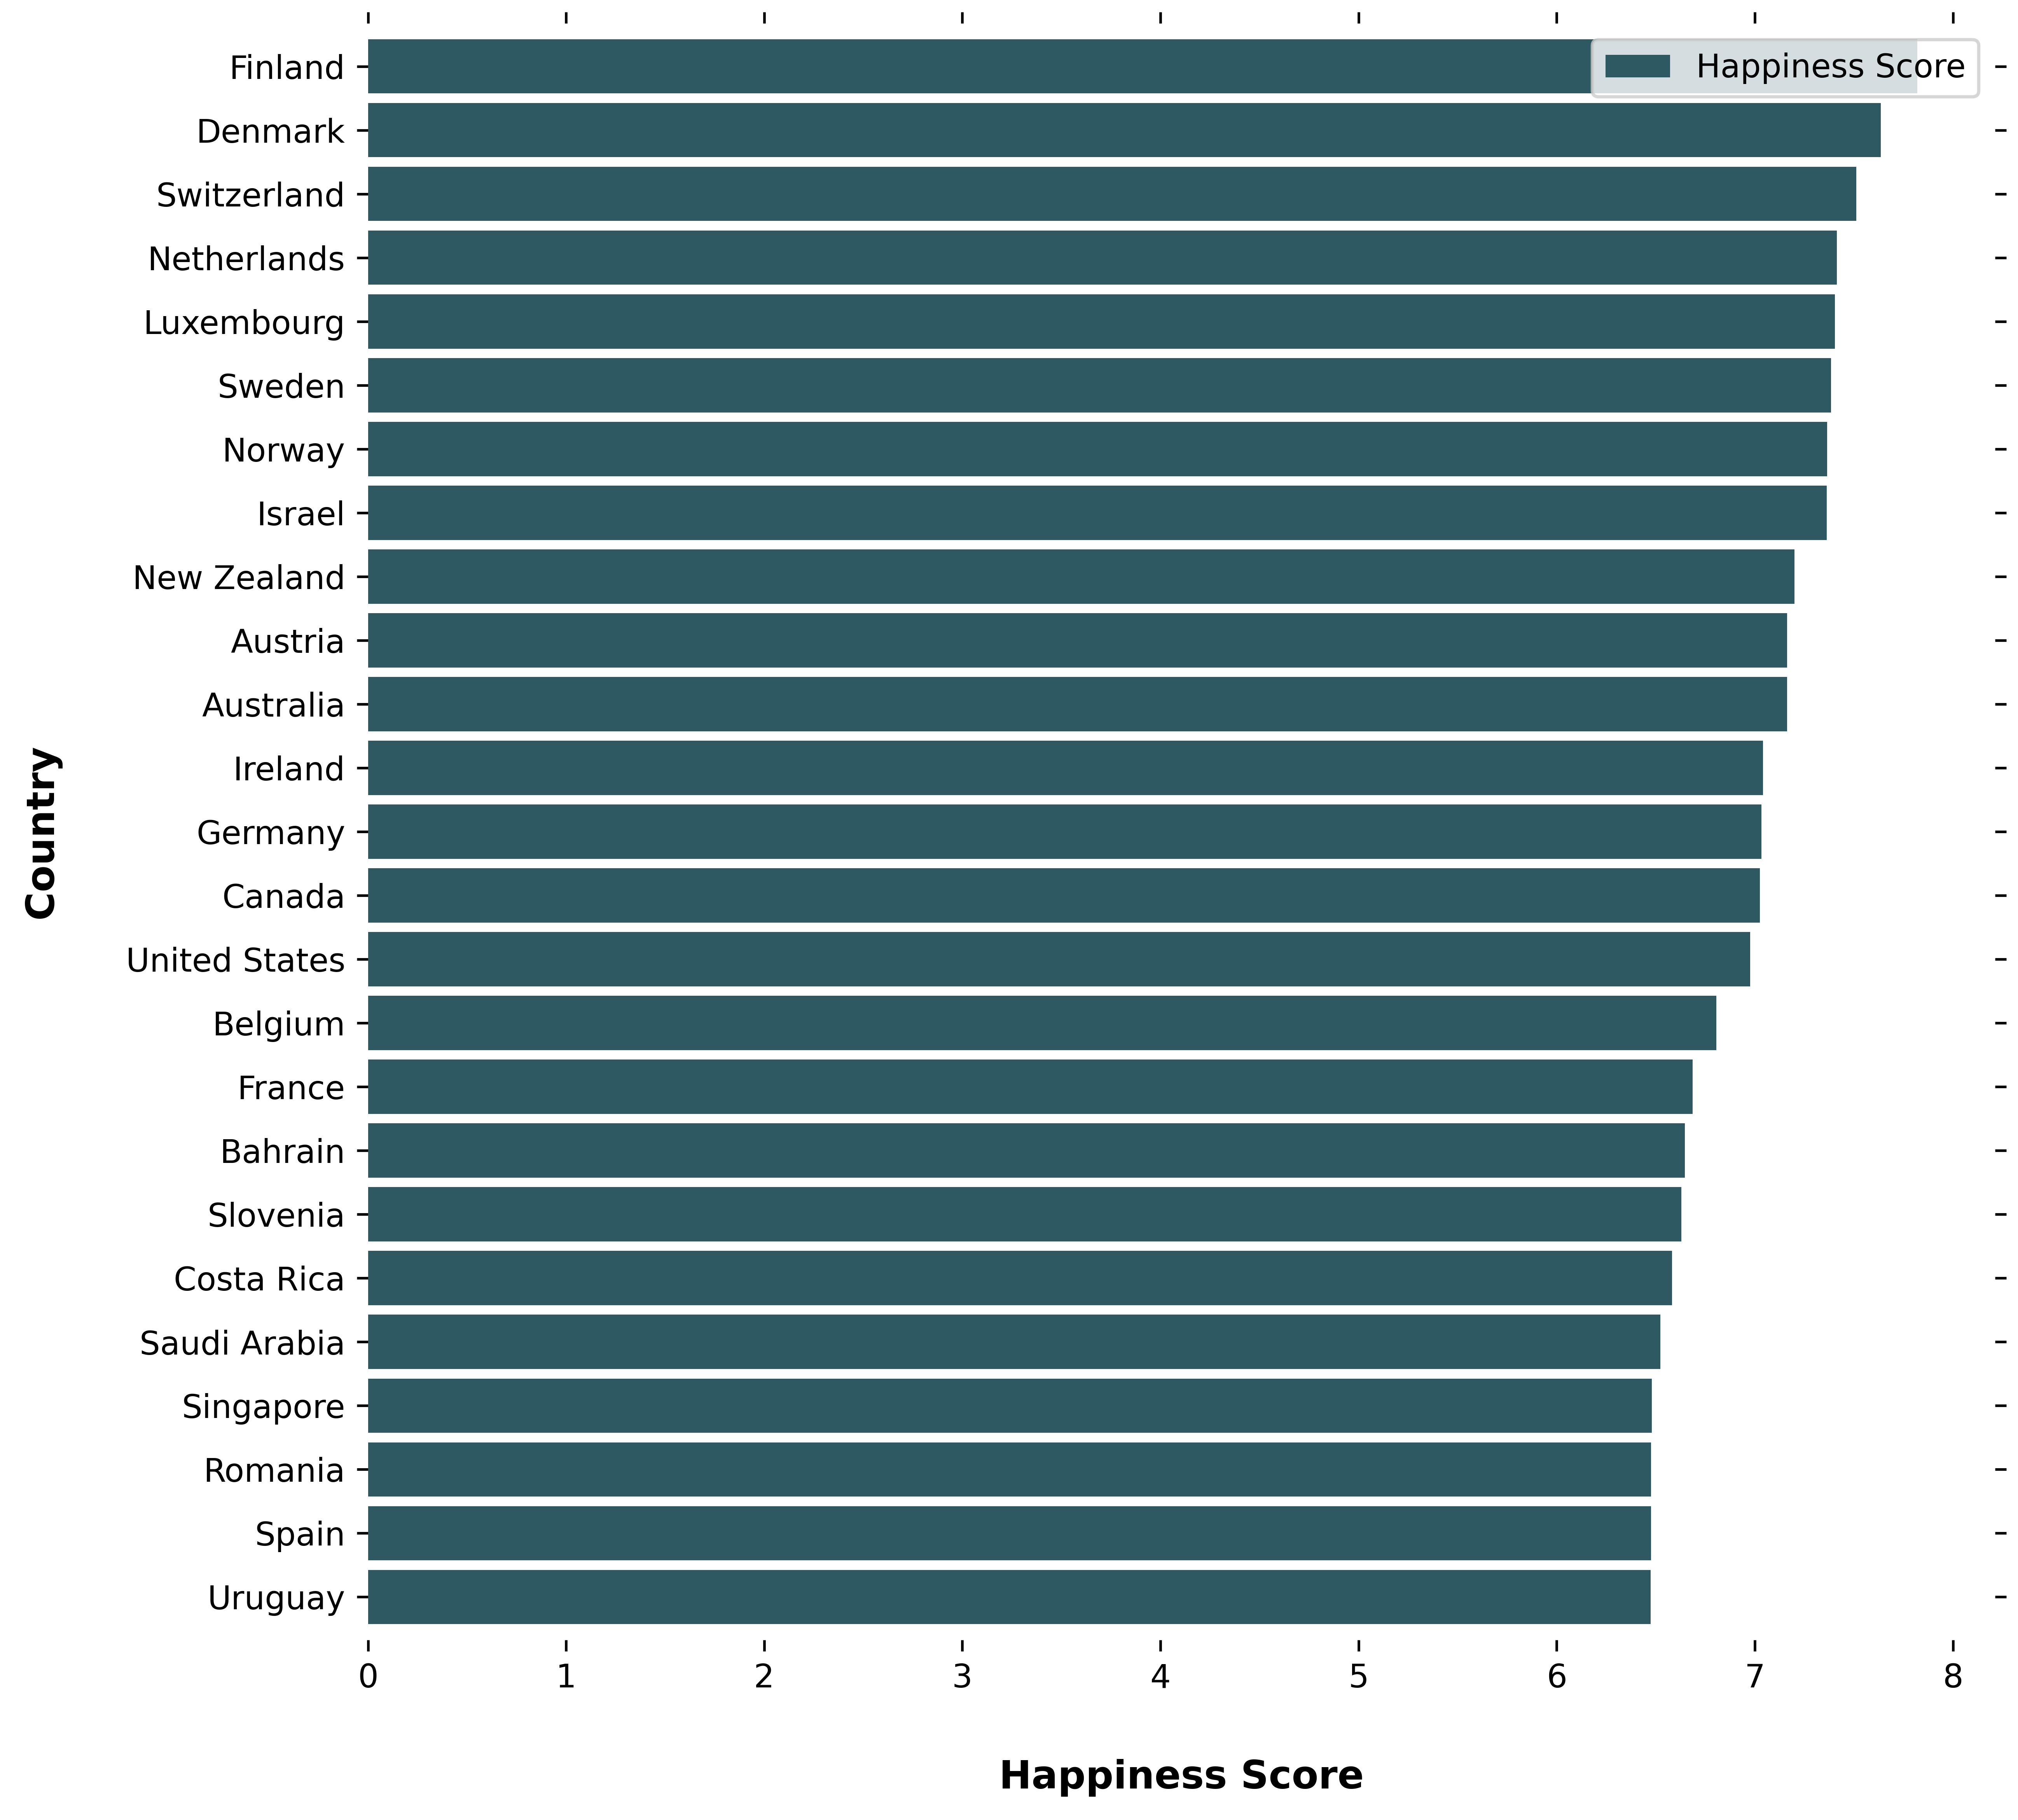 Finland
Happiness Score
Denmark
Switzerland
Netherlands
Luxembourg
Sweden
Norway
Israel
New Zealand
Austria
Australia
Ireland
Germany
Canada
United States
Belgium
France
Bahrain
Slovenia
Costa Rica
Saudi Arabia
Singapore
Romania
Spain
Uruguay
Country
0 1 2 3 4 5 6 7 8
Happiness Score